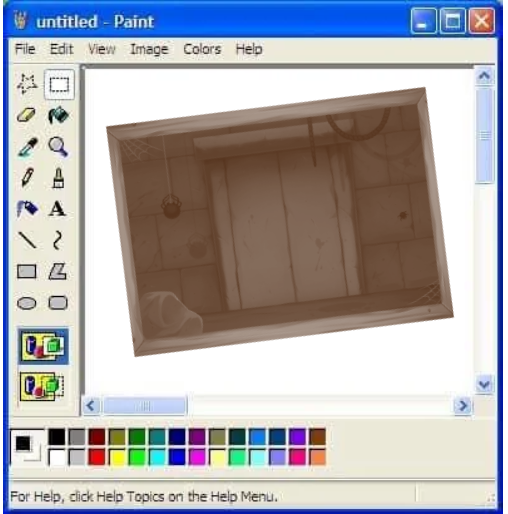 untitled - Paint
File Edit View Image Colors Help
A
For Help, click Help Topics on the Help Menu.